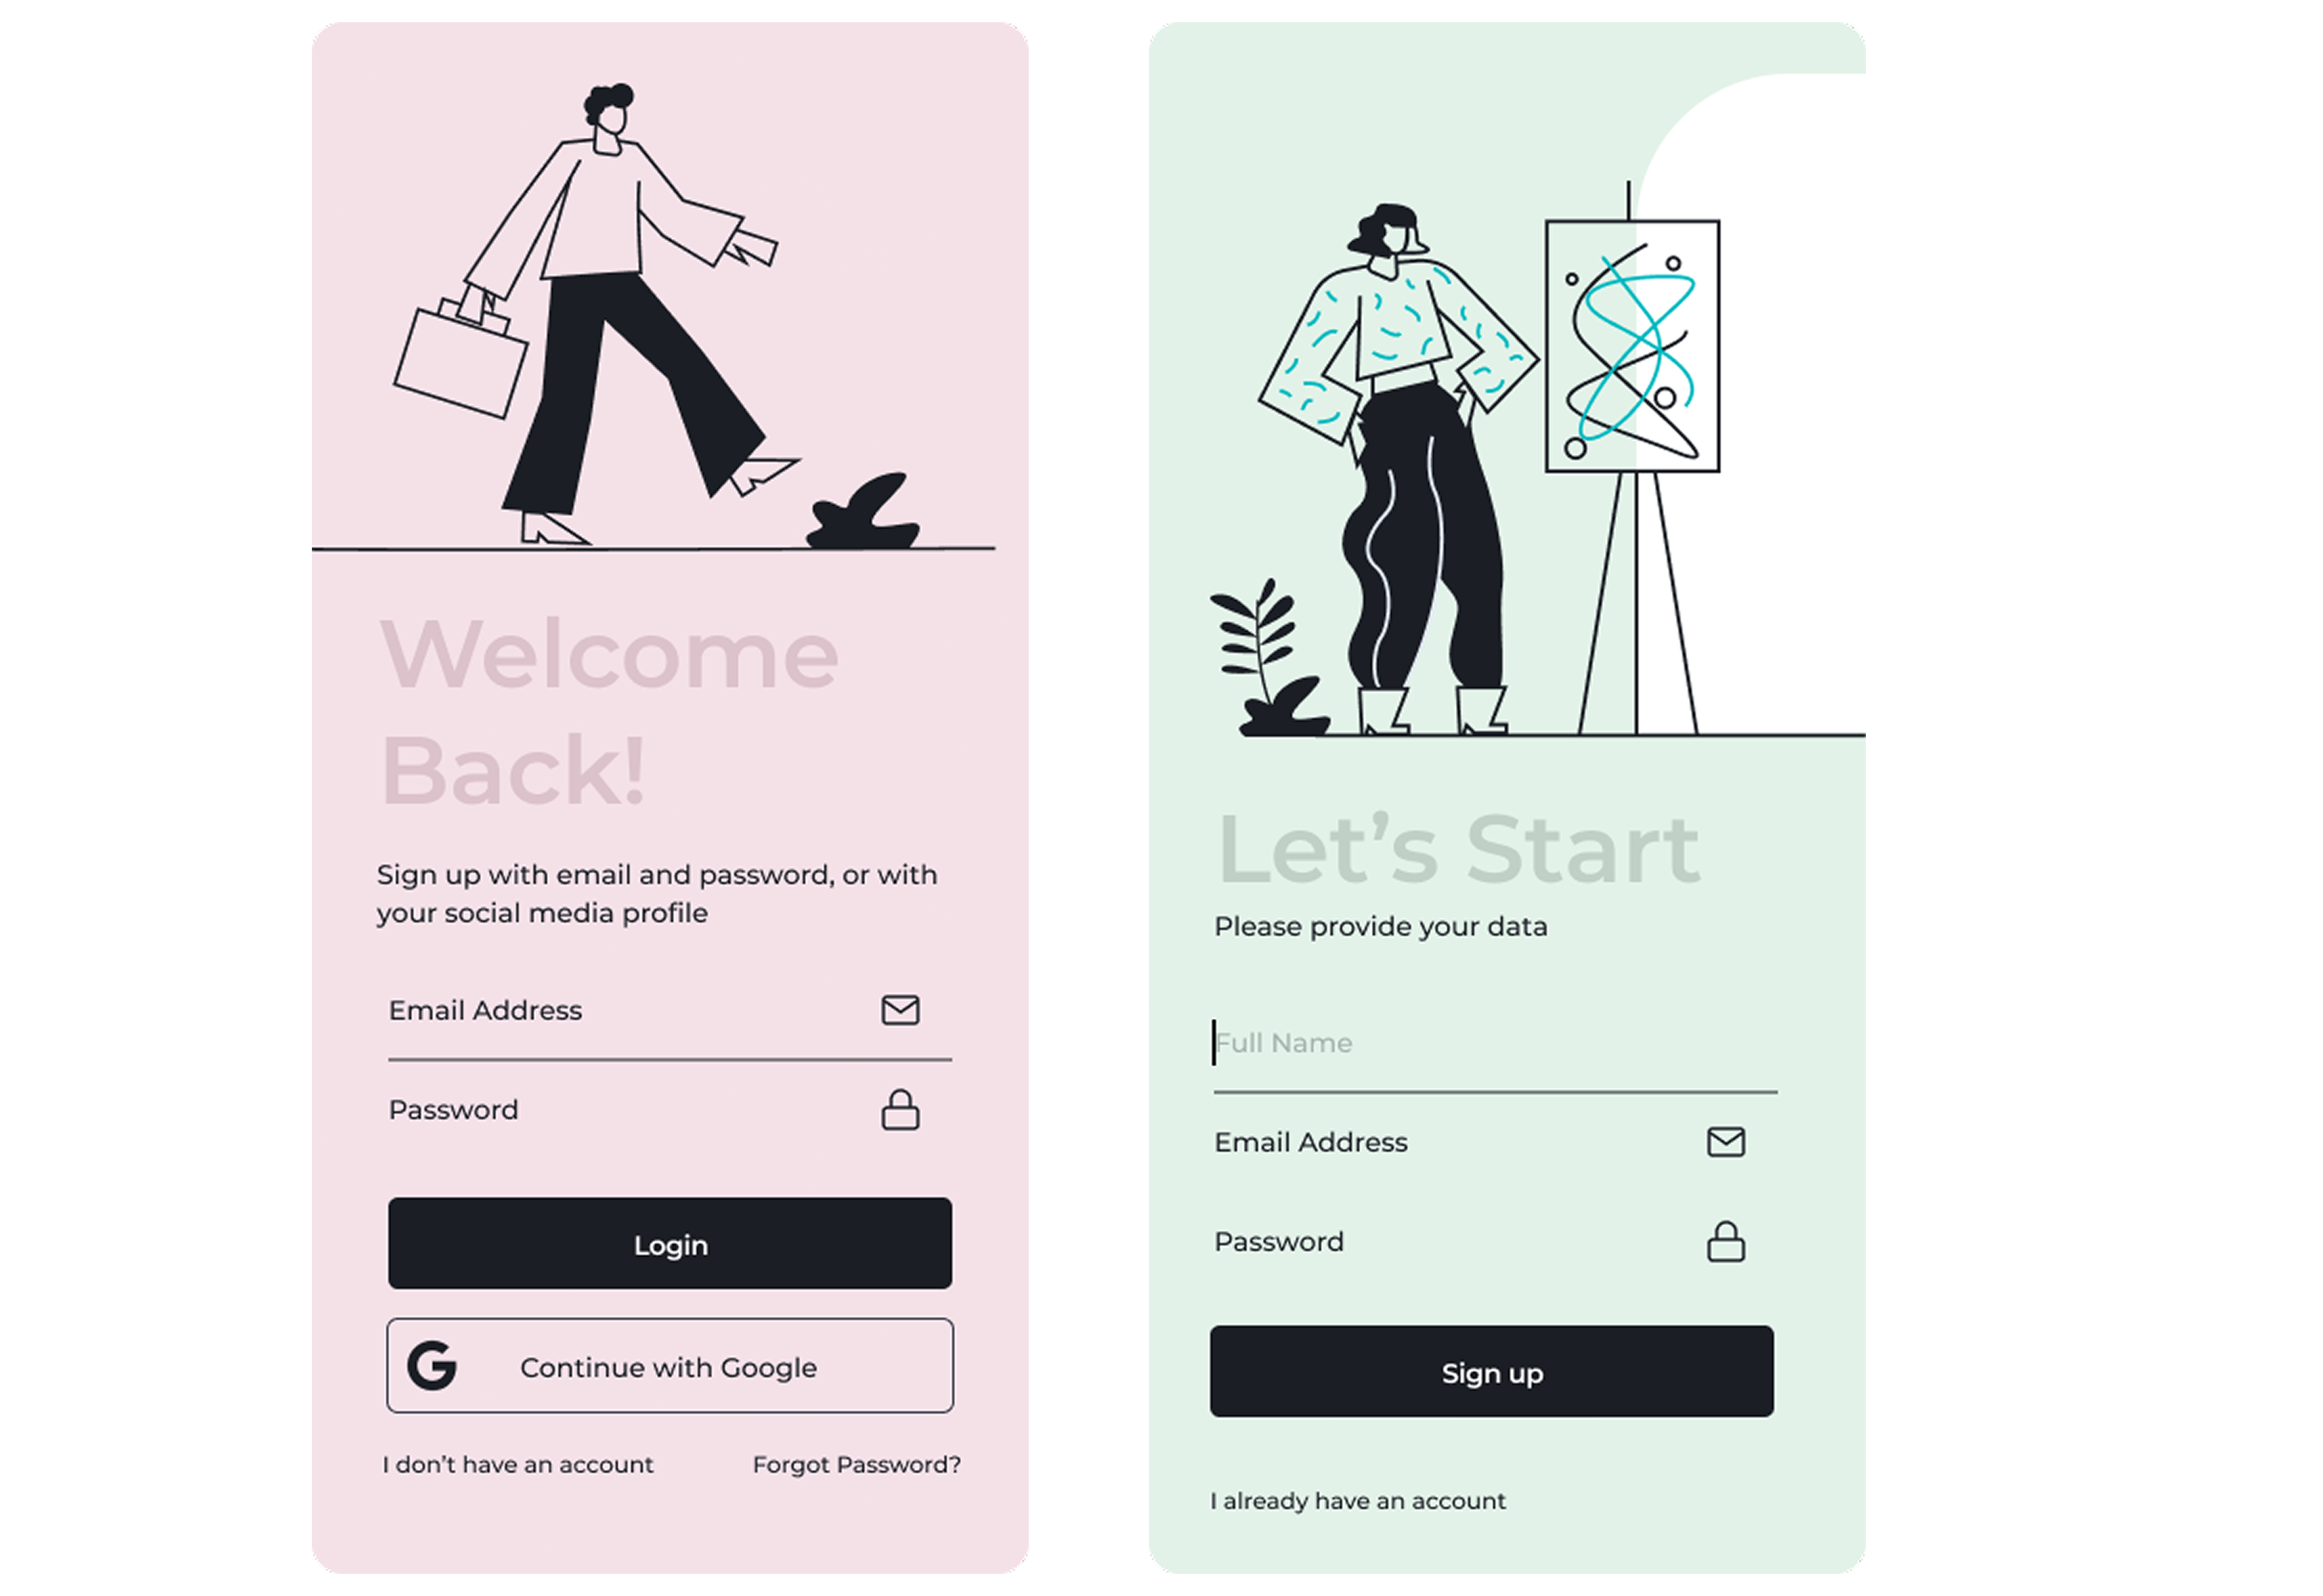 Welcome
Back!
Sign up with email and password, or with
your social media profile
Email Address
Password
Login
G
Continue with Google
I don't have an account
Forgot Password?
Let's Start
Please provide your data
Full Name
Email Address
Password
Sign up
I already have an account